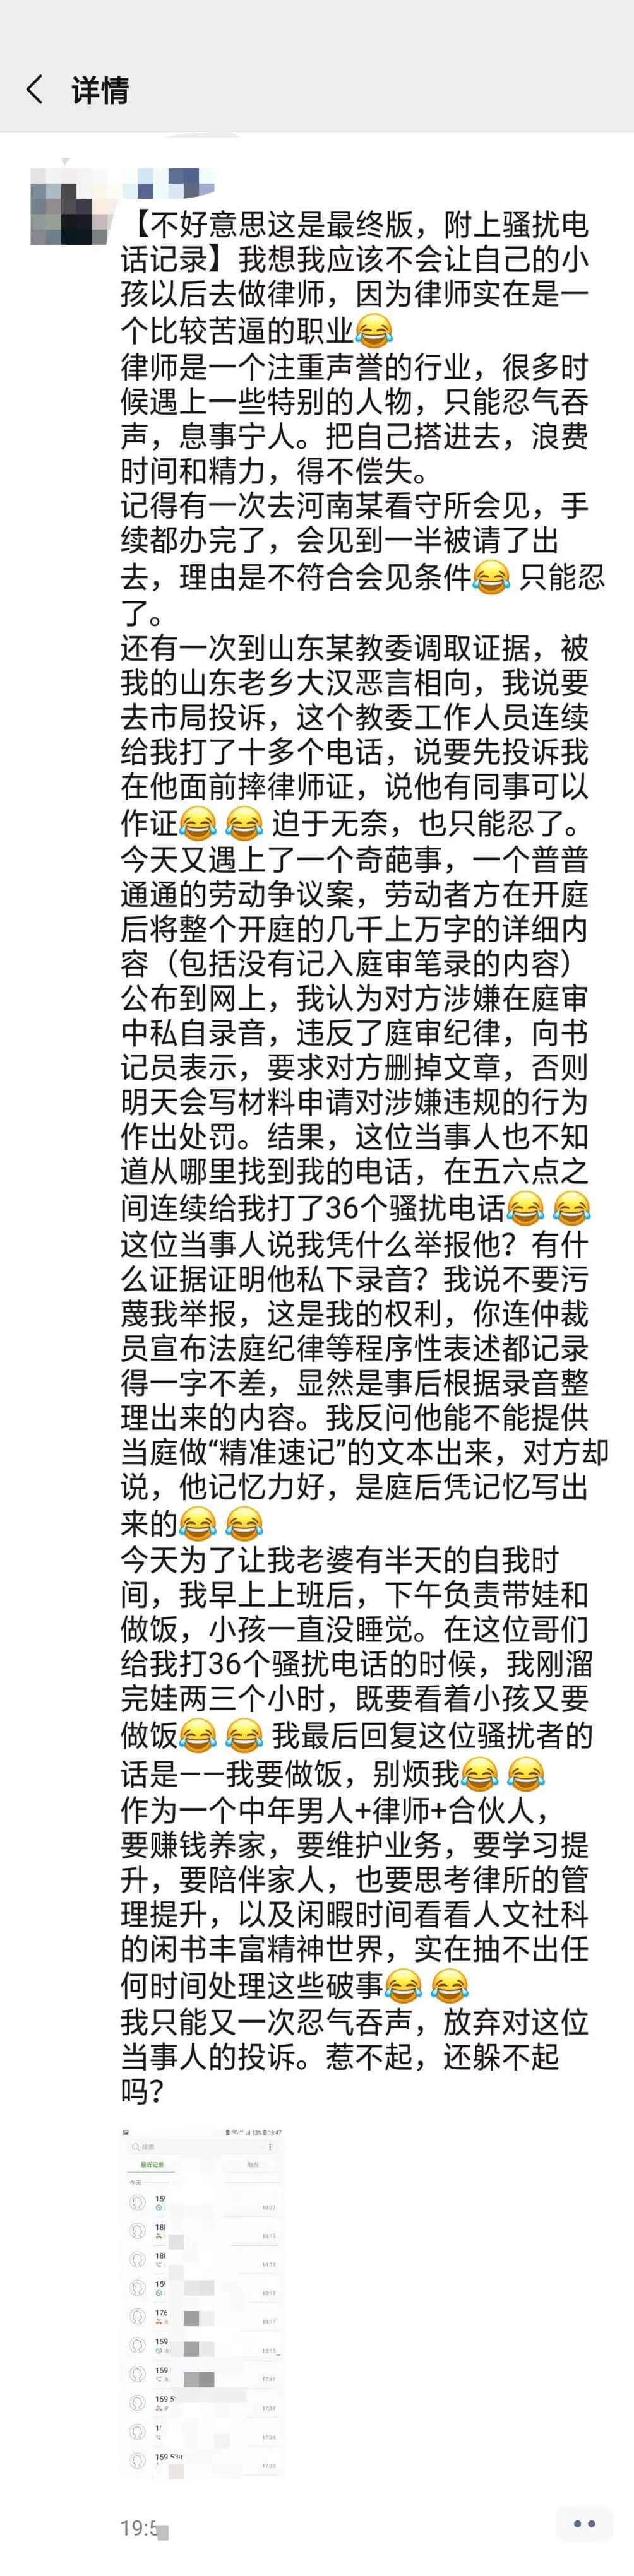 详情
【不好意思这是最终版，附上骚扰电
话记录】我想我应该不会让自己的小
孩以后去做律师，因为律师实在是一
个比较苦逼的职业😂
律师是一个注重声誉的行业，很多时
候遇上一些特别的人物，只能忍气吞
声，息事宁人。把自己搭进去，浪费
时间和精力，得不偿失。
记得有一次去河南某看守所会见，手
续都办完了，会见到一半被请了出
去，理由是不符合会见条件😂 只能忍
了。
还有一次到山东某教委调取证据，被
我的山东老乡大汉恶言相向，我说要
去市局投诉，这个教委工作人员连续
给我打了十多个电话，说要先投诉我
在他面前摔律师证，说他有同事可以
作证😂 😂 迫于无奈，也只能忍了。
今天又遇上了一个奇葩事，一个普普
通通的劳动争议案，劳动者方在开庭
后将整个开庭的几千上万字的详细内
容（包括没有记入庭审笔录的内容）
公布到网上，我认为对方涉嫌在庭审
中私自录音，违反了庭审纪律，向书
记员表示，要求对方删掉文章，否则
明天会写材料申请对涉嫌违规的行为
作出处罚。结果，这位当事人也不知
道从哪里找到我的电话，在五六点之
间连续给我打了36个骚扰电话😂 😂
这位当事人说我凭什么举报他？有什
么证据证明他私下录音？我说不要污
蔑我举报，这是我的权利，你连仲裁
员宣布法庭纪律等程序性表述都记录
得一字不差，显然是事后根据录音整
理出来的内容。我反问他能不能提供
当庭做“精准速记”的文本出来，对方却
说，他记忆力好，是庭后凭记忆写出
来的😂 😂
今天为了让我老婆有半天的自我时
间，我早上上班后，下午负责带娃和
做饭，小孩一直没睡觉。在这位哥们
给我打36个骚扰电话的时候，我刚溜
完娃两三个小时，既要看着小孩又要
做饭😂 😂 我最后回复这位骚扰者的
话是——我要做饭，别烦我😂 😂
作为一个中年男人+律师+合伙人，
要赚钱养家，要维护业务，要学习提
升，要陪伴家人，也要思考律所的管
理提升，以及闲暇时间看看人文社科
的闲书丰富精神世界，实在抽不出任
何时间处理这些破事😂 😂
我只能又一次忍气吞声，放弃对这位
当事人的投诉。惹不起，还躲不起
吗？
13% 19:47
搜索
最近记录
今天
159
176
159
159
159
159
19:5